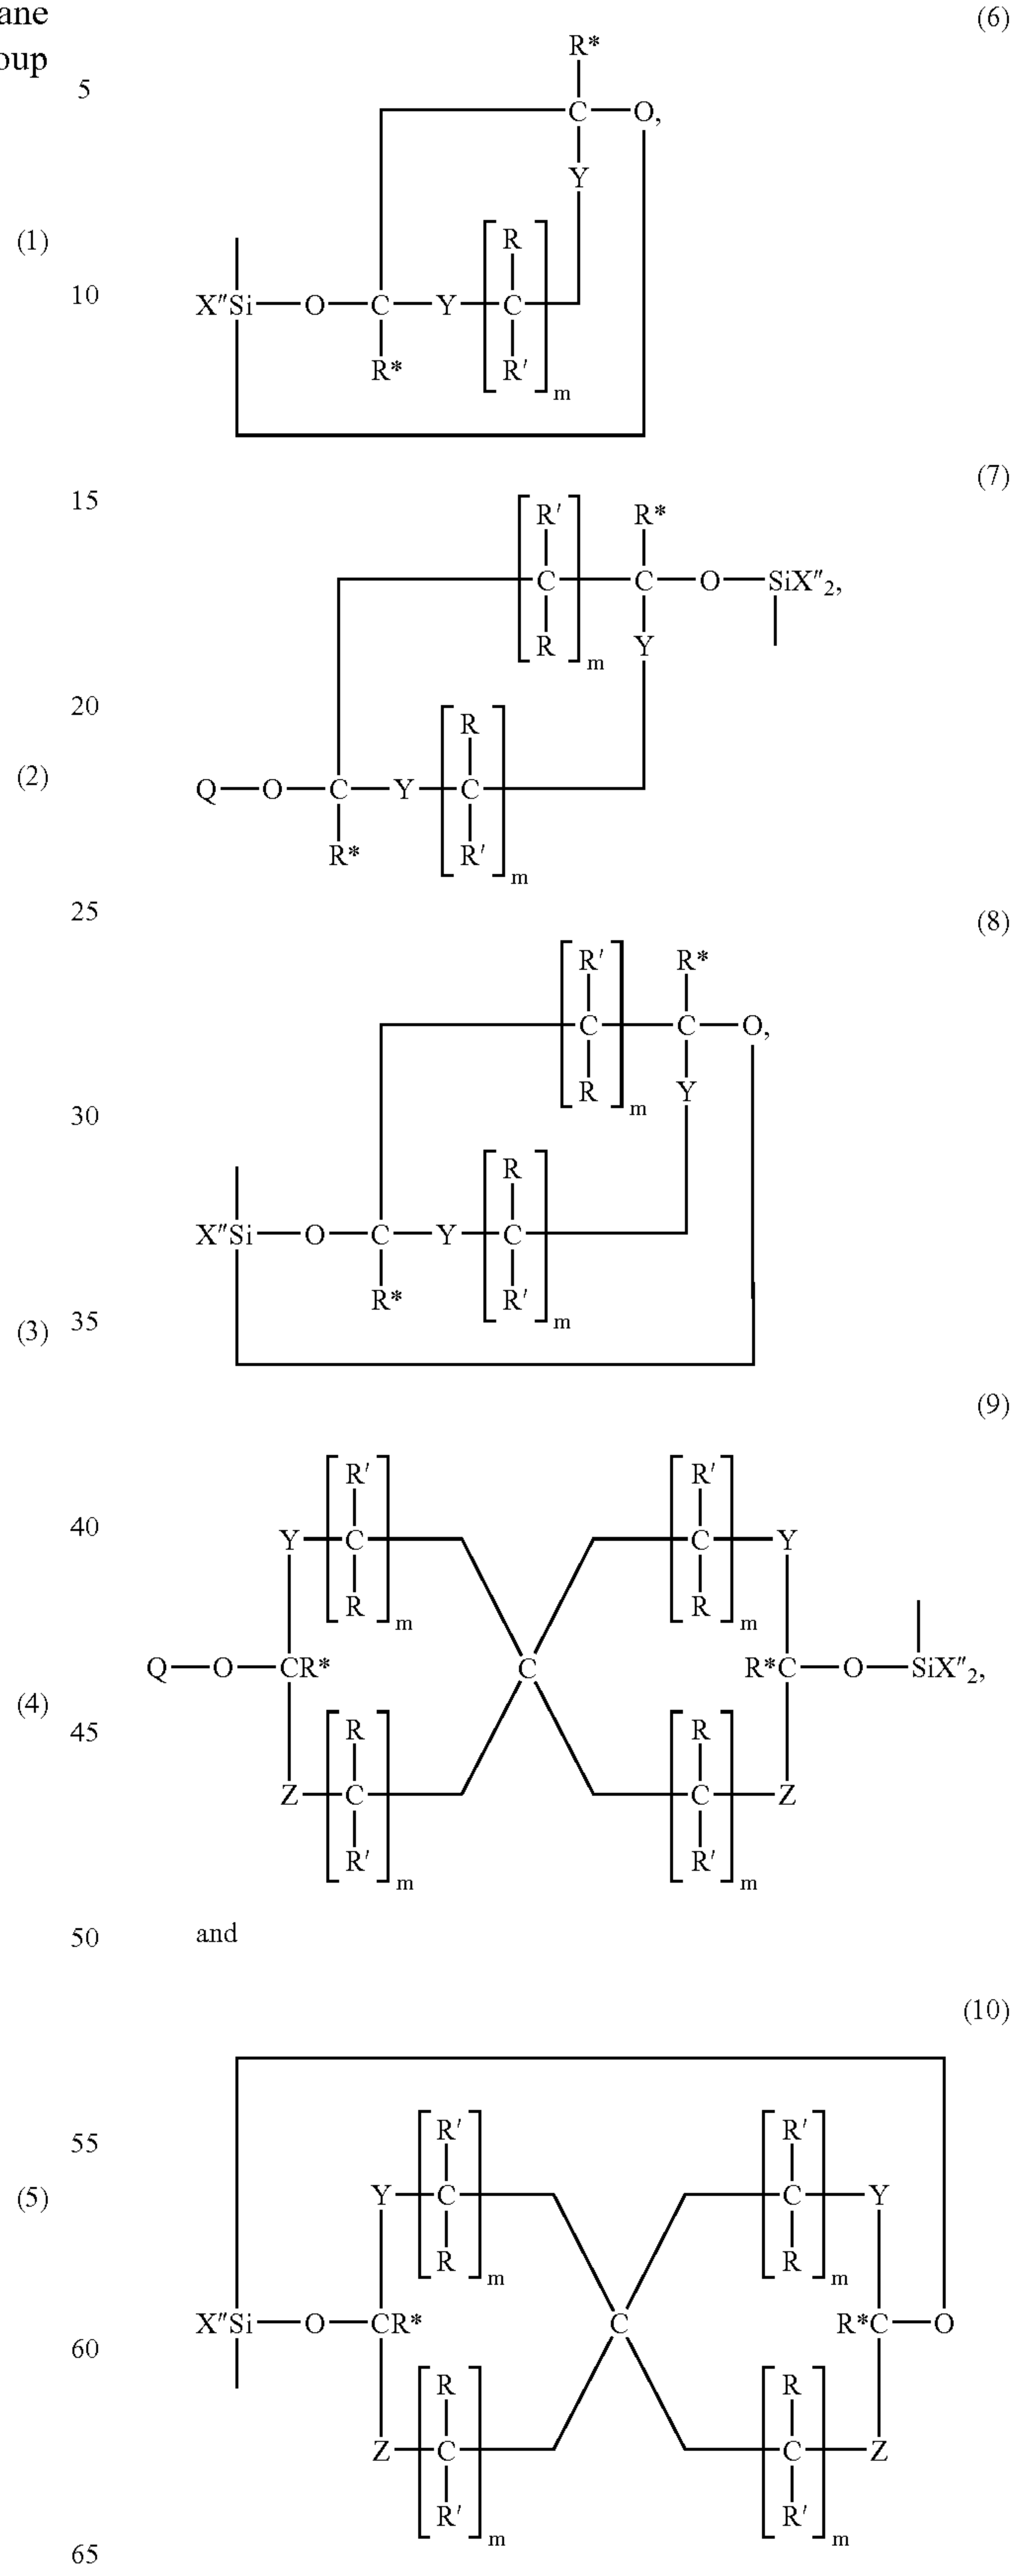 ane
(6)
oup
R*
5
C O,
Y
(1)
R
10
X"Si O C Y C
R* R'
m
(7)
15
R' R*
C C O SiX"2,
R Y
m
20
R
(2)
Q O C Y C
R* R'
m
25
(8)
R' R*
C C O,
R Y
30
m
R
X"Si O C Y C
R* R'
35
m
(3)
(9)
R' R'
40
Y C C Y
R R
m m
Q O CR* C R*C O SiX"2,
(4)
45
R R
Z C C Z
R' R'
m m
50
and
(10)
55
R' R'
(5)
Y C C Y
R R
m m
X"Si O CR* C R*C O
60
R R
Z C C Z
R' R'
m m
65